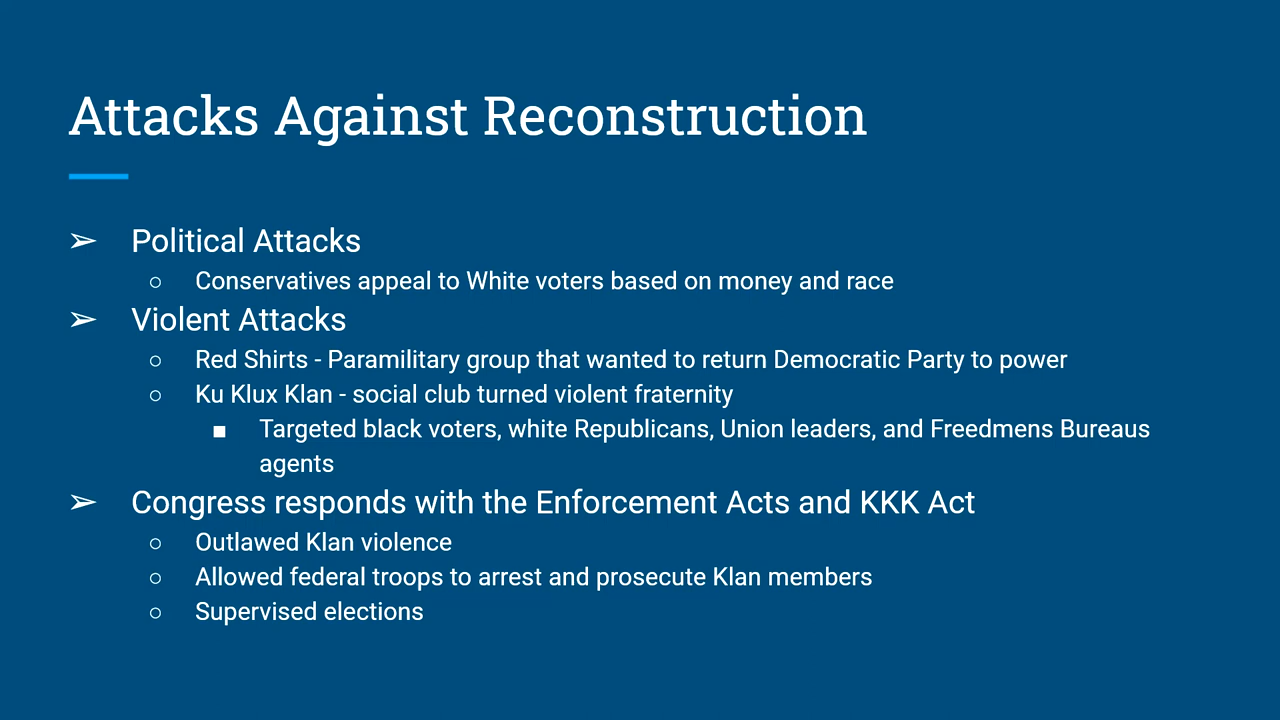 Attacks Against Reconstruction
➢ Political Attacks
○ Conservatives appeal to White voters based on money and race
➢ Violent Attacks
○ Red Shirts - Paramilitary group that wanted to return Democratic Party to power
○ Ku Klux Klan - social club turned violent fraternity
■ Targeted black voters, white Republicans, Union leaders, and Freedmens Bureaus
agents
➢ Congress responds with the Enforcement Acts and KKK Act
○ Outlawed Klan violence
○ Allowed federal troops to arrest and prosecute Klan members
○ Supervised elections